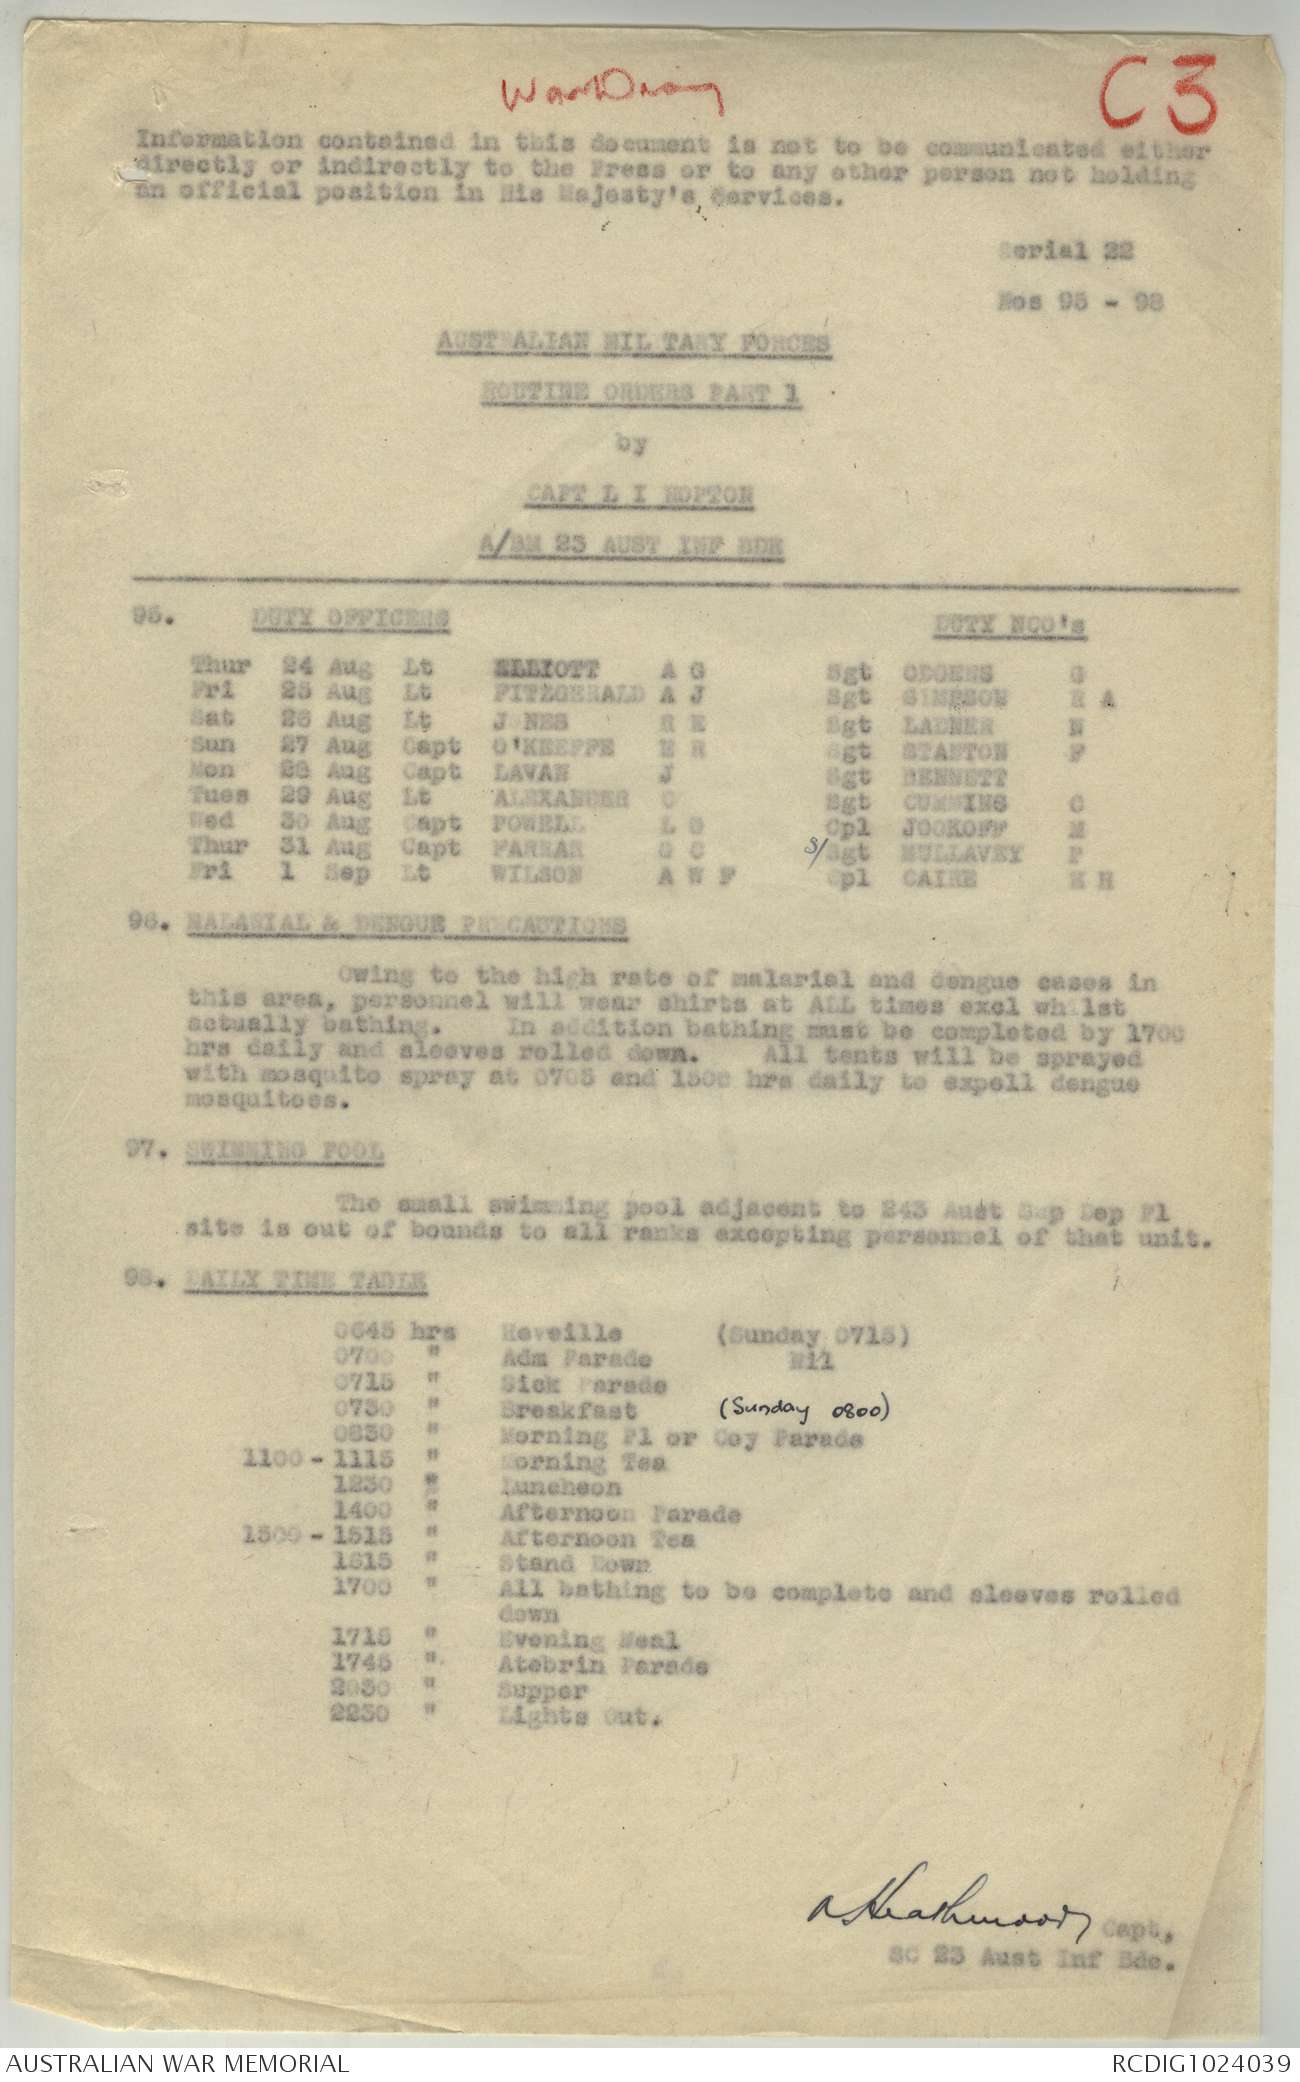 War Diary
C3
Information contained in this document is not to be communicated either
directly or indirectly to the Press or to any other person not holding
an official position in His Majesty's Services.
Serial 22
Nos 95 - 98
AUSTRALIAN MIL TARY FORCES
ROUTINE ORDERS PART 1
by
CAPT L I HOPTON
A/BM 23 AUST INF BDE
95. DUTY OFFICERS DUTY NCO's
Thur 24 Aug Lt ELLIOTT A G Sgt ODGERS G
Fri 25 Aug Lt FITZGERALD A J Sgt SIMPSON R A
Sat 26 Aug Lt JONES R E Sgt LADNER N
Sun 27 Aug Capt O'KEEFFE M R Sgt STANTON F
Mon 28 Aug Capt LAVAN J Sgt BENNETT
Tues 29 Aug Lt ALEXANDER C Sgt CUMMING C
Wed 30 Aug Capt POWELL L G Cpl JOOKOFF M
Thur 31 Aug Capt FARRAR G C S/Sgt MULLAVEY P
Fri 1 Sep Lt WILSON A W F Cpl CAIRE K H
96. MALARIAL & DENGUE PRECAUTIONS
Owing to the high rate of malarial and dengue cases in
this area, personnel will wear shirts at ALL times excl whilst
actually bathing. In addition bathing must be completed by 1700
hrs daily and sleeves rolled down. All tents will be sprayed
with mosquito spray at 0705 and 1500 hrs daily to expell dengue
mosquitoes.
97. SWIMMING POOL
The small swimming pool adjacent to 243 Aust Sup Dep Pl
site is out of bounds to all ranks excepting personnel of that unit.
98. DAILY TIME TABLE
0645 hrs Reveille (Sunday 0715)
0700 " Adm Parade Nil
0715 " Sick Parade
0730 " Breakfast (Sunday 0800)
0830 " Morning Pl or Coy Parade
1100 - 1115 " Morning Tea
1230 " Luncheon
1400 " Afternoon Parade
1500 - 1515 " Afternoon Tea
1615 " Stand Down
1700 " All bathing to be complete and sleeves rolled
down
1715 " Evening Meal
1745 " Atebrin Parade
2030 " Supper
2230 " Lights Out.
A Heathwood Capt,
SC 23 Aust Inf Bde.
AUSTRALIAN WAR MEMORIAL
RCDIG1024039